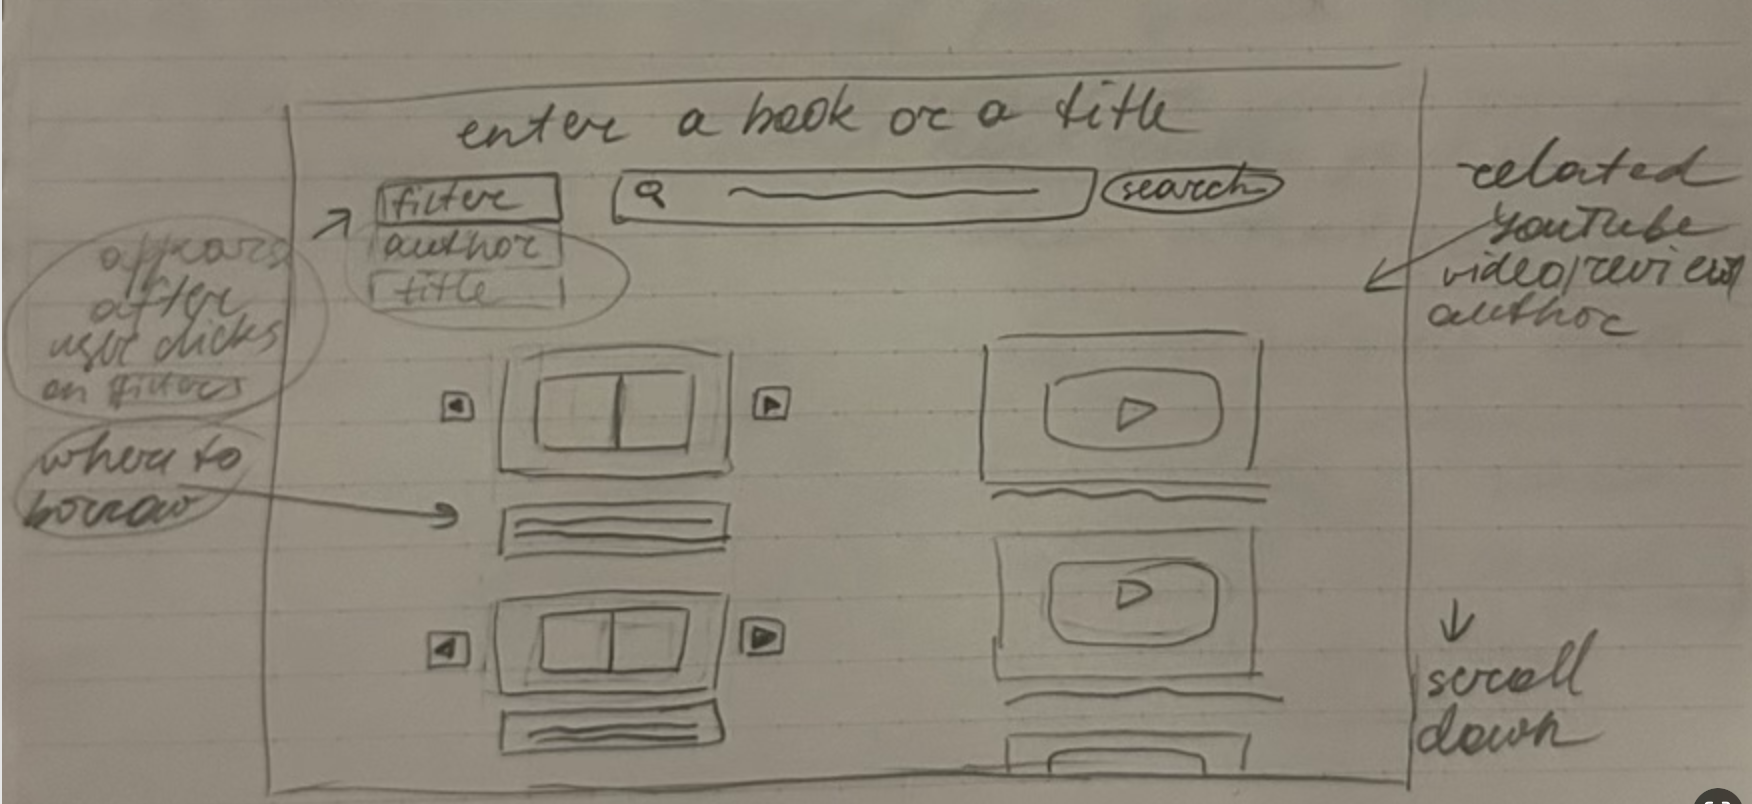 enter a book or a title
filter
search
author
title
appears
after
user clicks
on filters
where to
borrow
related
YouTube
video/review
author
scroll
down